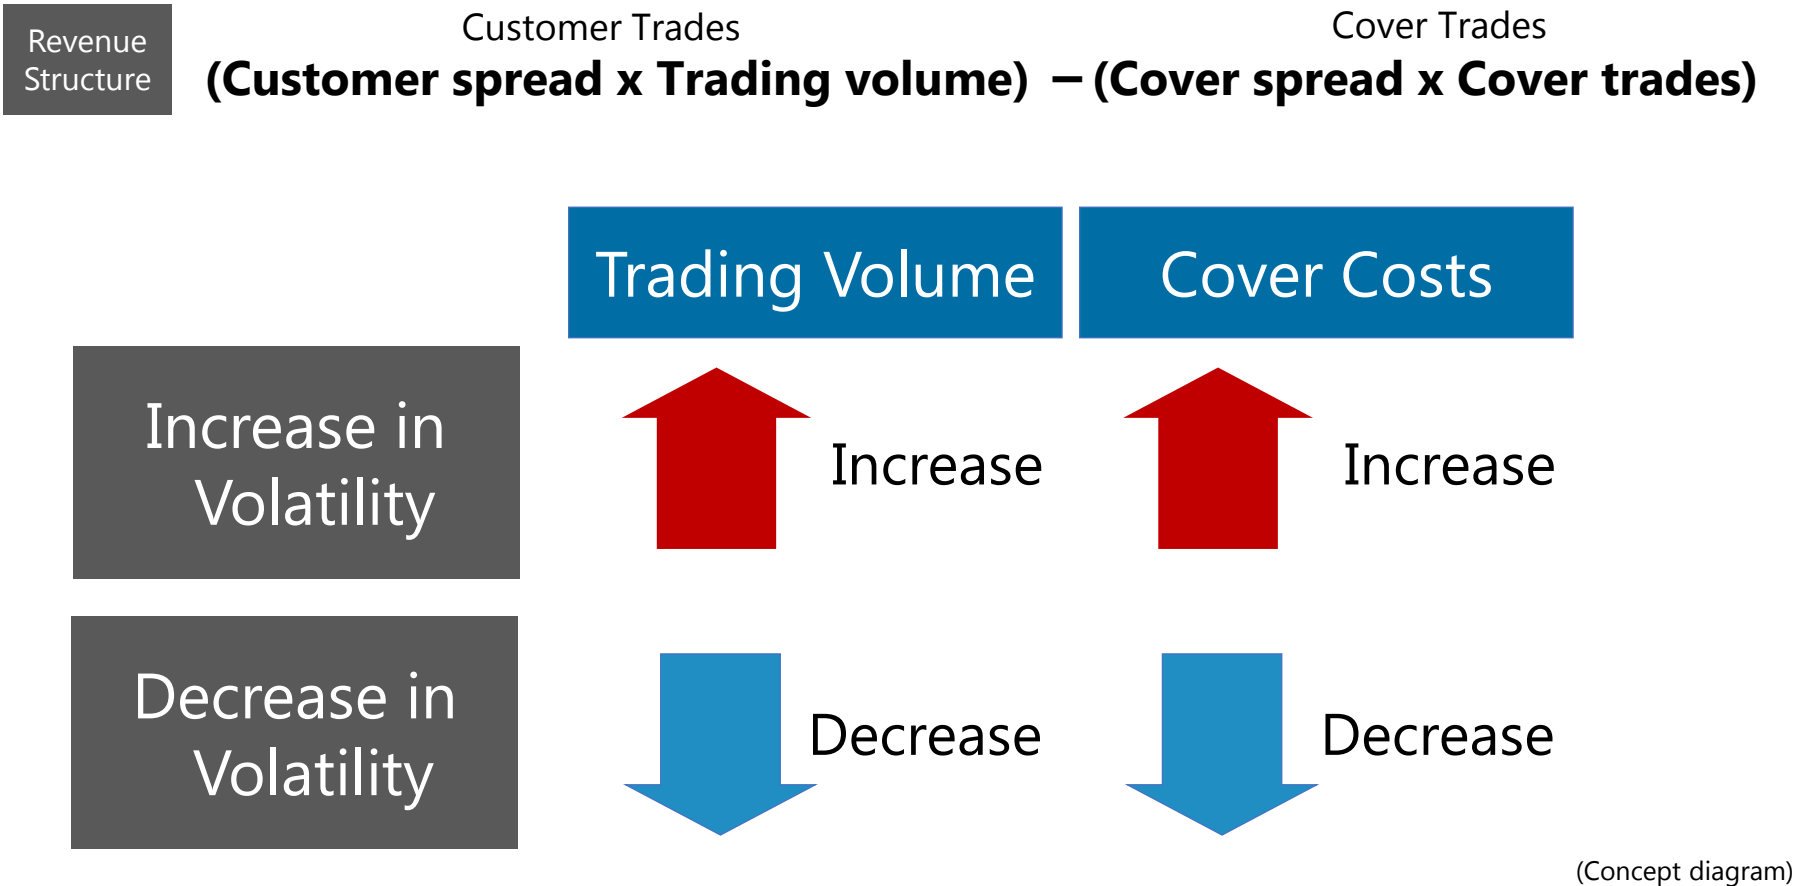 Revenue
Structure
Customer Trades
Cover Trades
(Customer spread x Trading volume) – (Cover spread x Cover trades)
Trading Volume
Cover Costs
Increase in
Volatility
Increase
Increase
Decrease in
Volatility
Decrease
Decrease
(Concept diagram)